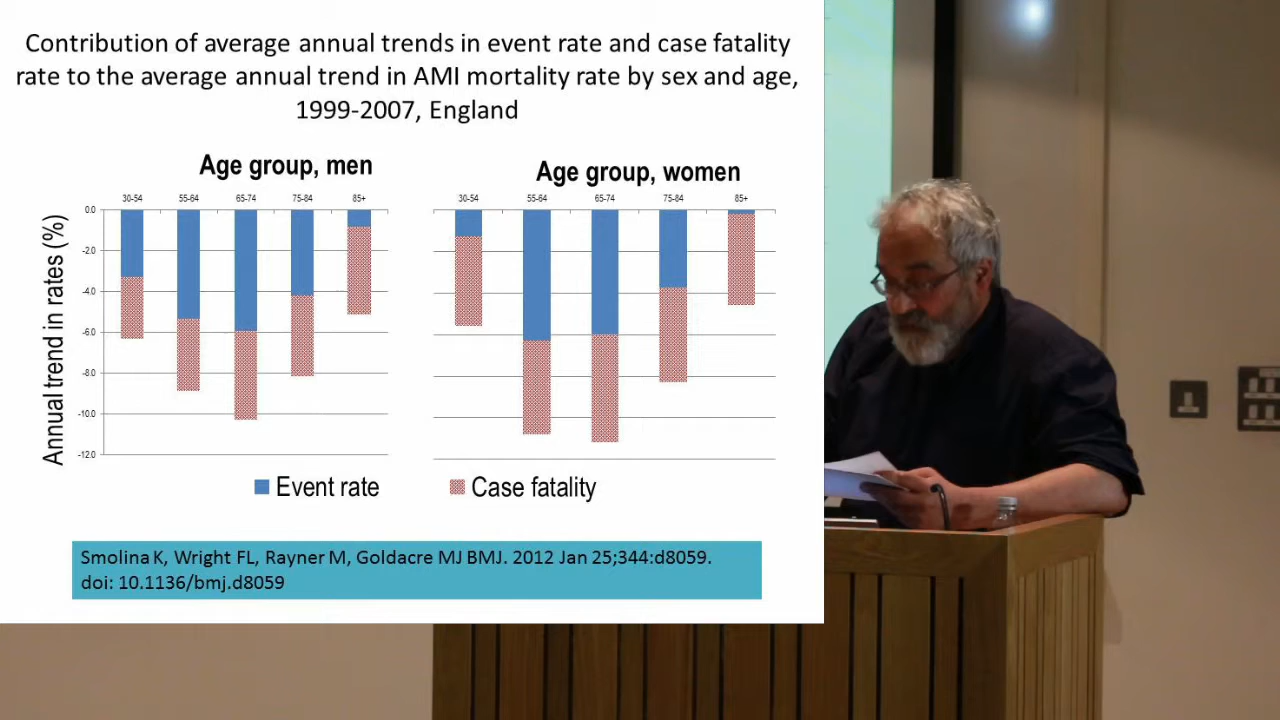 Contribution of average annual trends in event rate and case fatality
rate to the average annual trend in AMI mortality rate by sex and age,
1999-2007, England
Age group, men
Age group, women
30-54 55-64 65-74 75-84 85+
30-54 55-64 65-74 75-84 85+
Annual trend in rates (%)
0.0
-2.0
-4.0
-6.0
-8.0
-10.0
-12.0
Event rate
Case fatality
Smolina K, Wright FL, Rayner M, Goldacre MJ BMJ. 2012 Jan 25;344:d8059.
doi: 10.1136/bmj.d8059